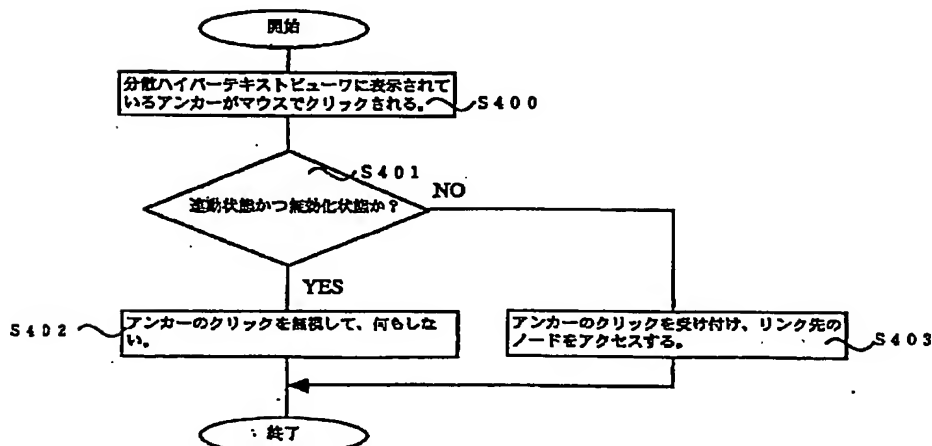 開始
分散ハイパーテキストビューワに表示されて
いるアンカーがマウスでクリックされる。
S400
S401
連動状態かつ無効化状態か？
NO
YES
S402
アンカーのクリックを無視して、何もしな
い。
アンカーのクリックを受け付け、リンク先の
ノードをアクセスする。
S403
終了